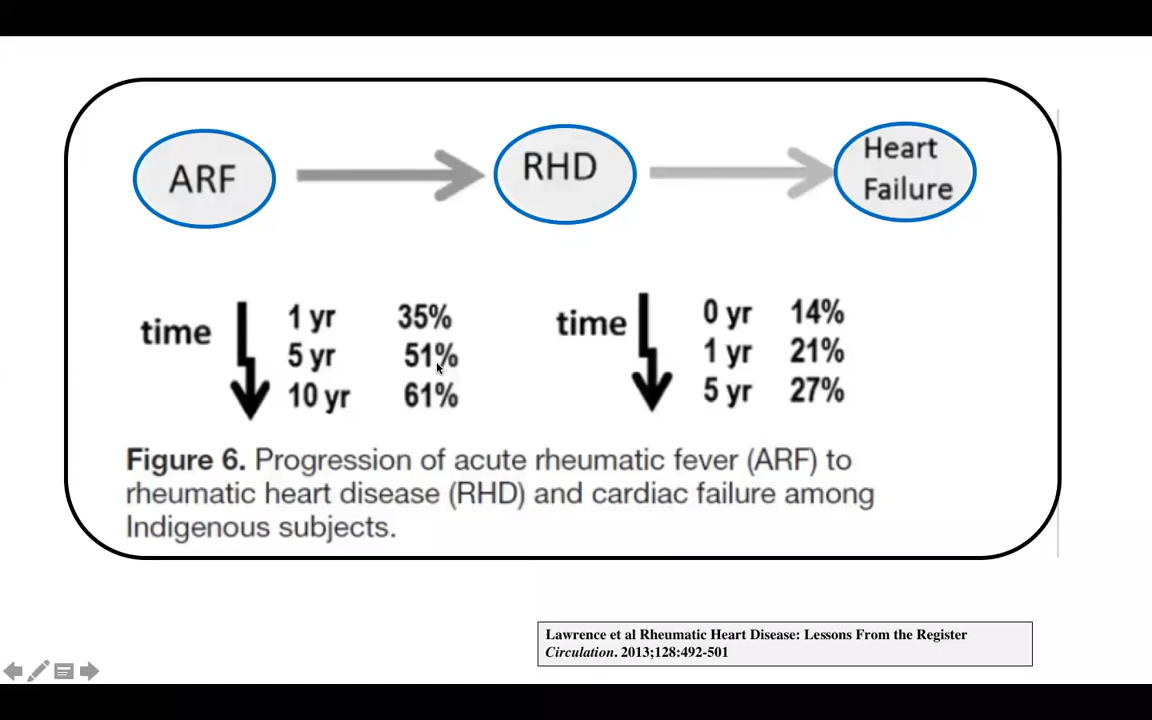 ARF
RHD
Heart
Failure
time
1 yr 35%
5 yr 51%
10 yr 61%
time
0 yr 14%
1 yr 21%
5 yr 27%
Figure 6. Progression of acute rheumatic fever (ARF) to
rheumatic heart disease (RHD) and cardiac failure among
Indigenous subjects.
Lawrence et al Rheumatic Heart Disease: Lessons From the Register
Circulation. 2013;128:492-501